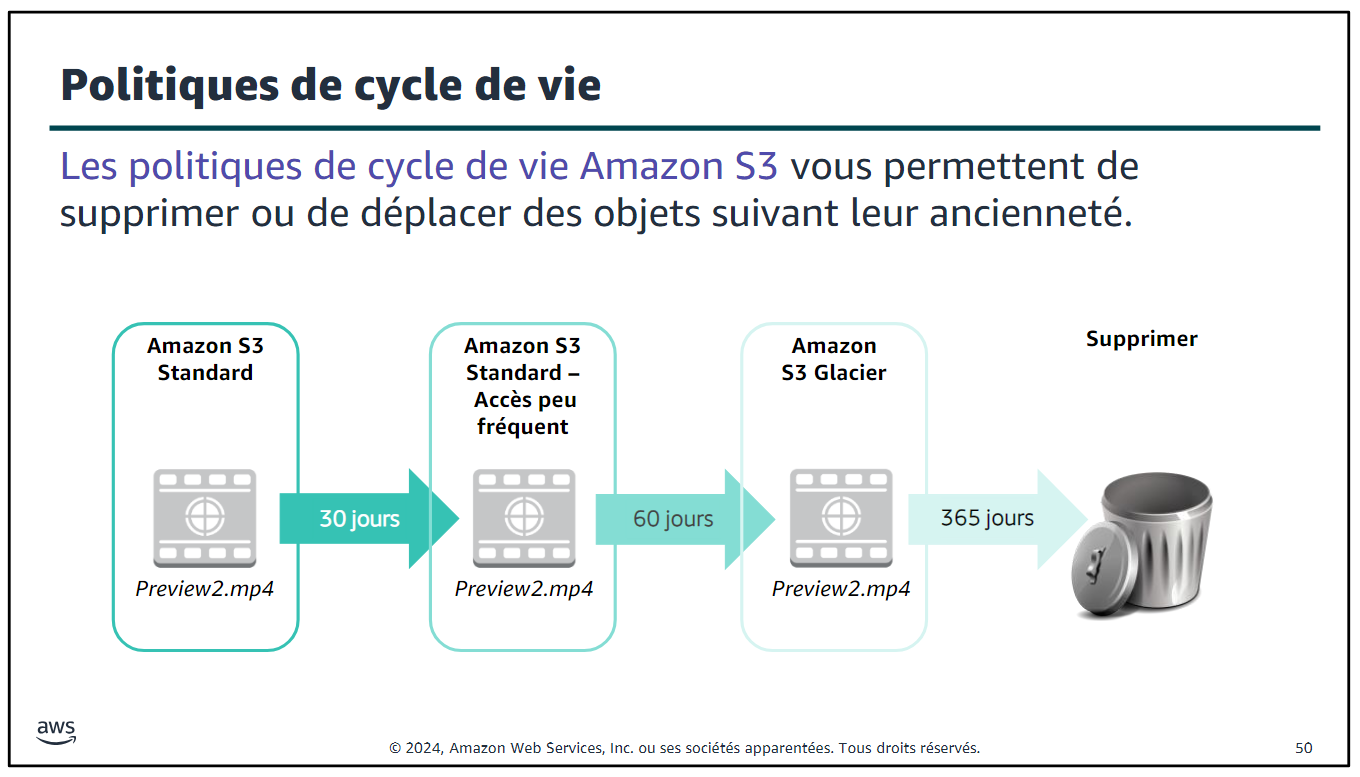 Politiques de cycle de vie
Les politiques de cycle de vie Amazon S3 vous permettent de
supprimer ou de déplacer des objets suivant leur ancienneté.
Amazon S3
Standard
Amazon S3
Standard –
Accès peu
fréquent
Amazon
S3 Glacier
Supprimer
30 jours
60 jours
365 jours
Preview2.mp4
Preview2.mp4
Preview2.mp4
aws
© 2024, Amazon Web Services, Inc. ou ses sociétés apparentées. Tous droits réservés.
50